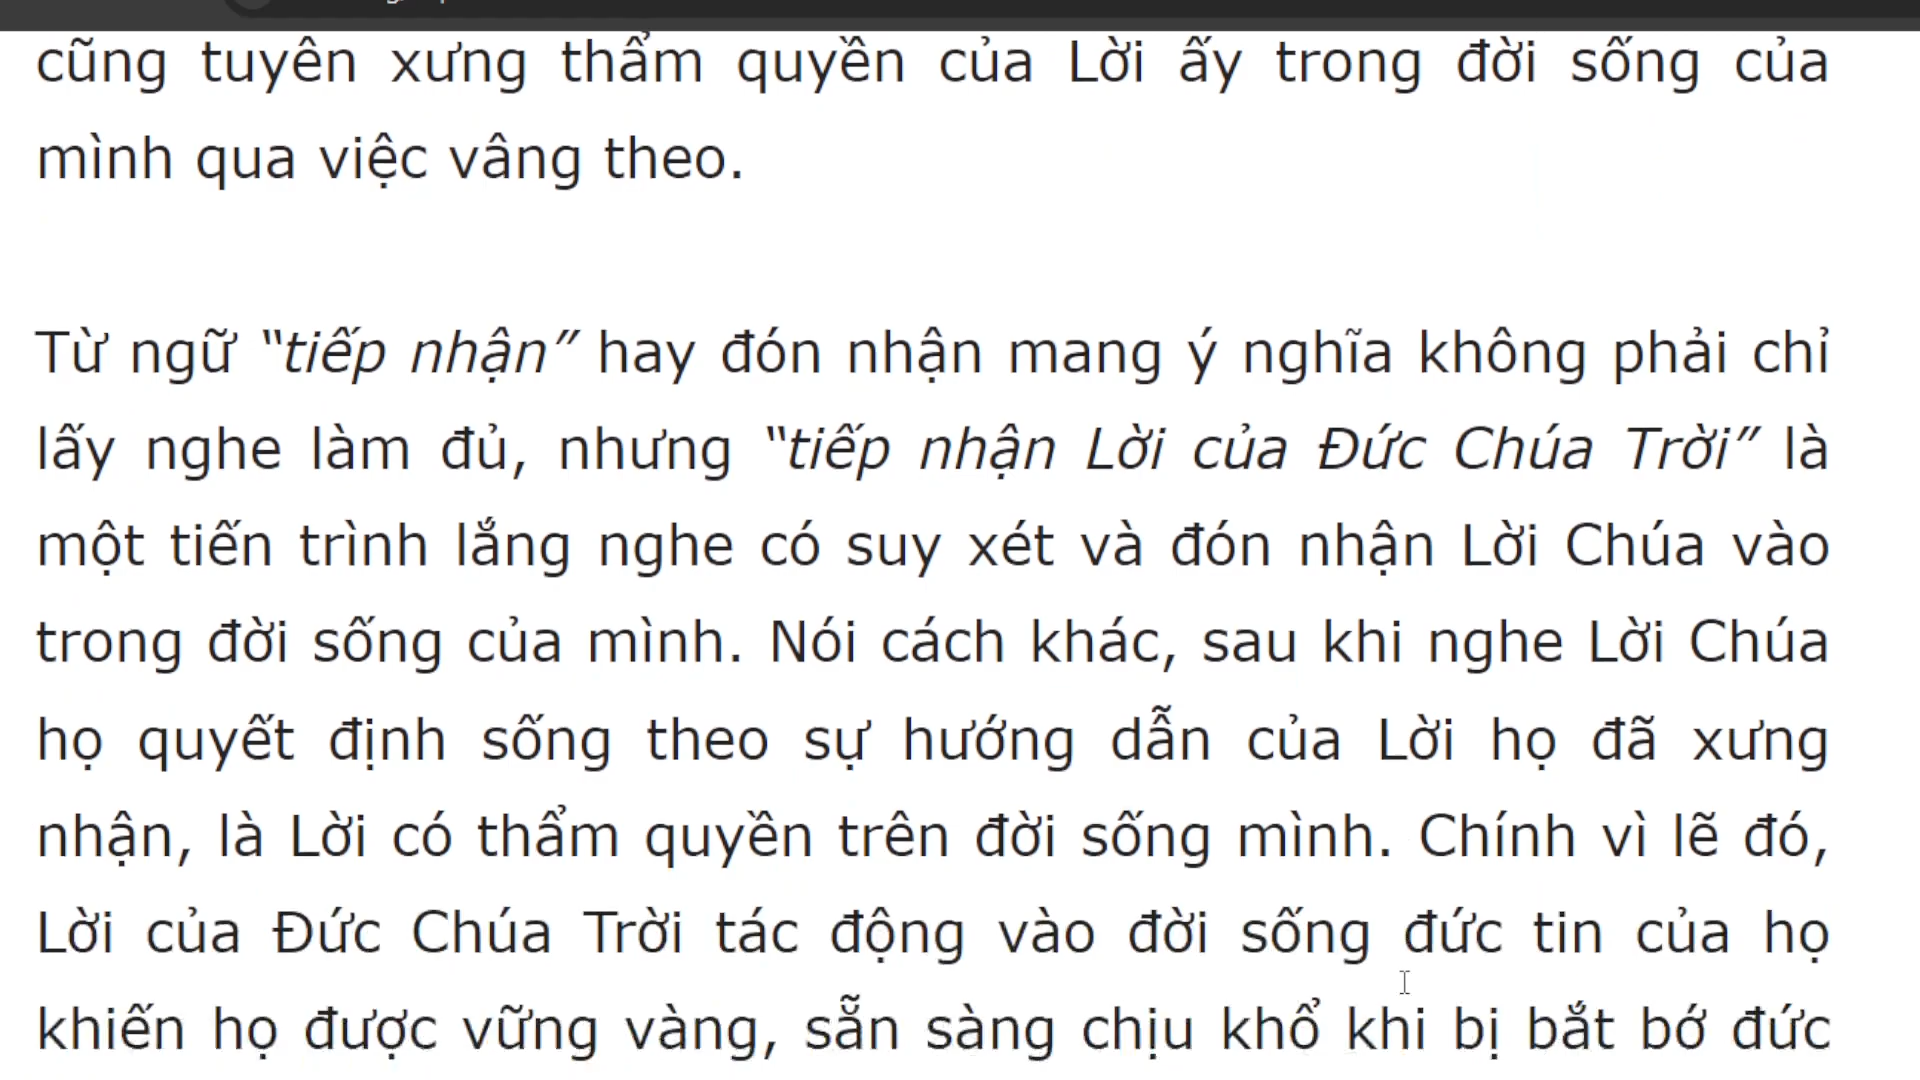 cũng tuyên xưng thẩm quyền của Lời ấy trong đời sống của
mình qua việc vâng theo.
Từ ngữ “tiếp nhận” hay đón nhận mang ý nghĩa không phải chỉ
lấy nghe làm đủ, nhưng “tiếp nhận Lời của Đức Chúa Trời” là
một tiến trình lắng nghe có suy xét và đón nhận Lời Chúa vào
trong đời sống của mình. Nói cách khác, sau khi nghe Lời Chúa
họ quyết định sống theo sự hướng dẫn của Lời họ đã xưng
nhận, là Lời có thẩm quyền trên đời sống mình. Chính vì lẽ đó,
Lời của Đức Chúa Trời tác động vào đời sống đức tin của họ
khiến họ được vững vàng, sẵn sàng chịu khổ khi bị bắt bớ đức